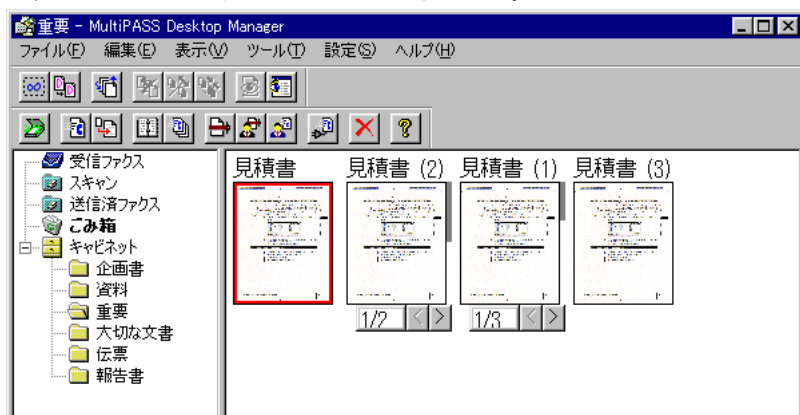 重要 - MultiPASS Desktop Manager
ファイル(F) 編集(E) 表示(V) ツール(T) 設定(S) ヘルプ(H)
受信ファクス
スキャン
送信済ファクス
ごみ箱
キャビネット
企画書
資料
重要
大切な文書
伝票
報告書
見積書 見積書 (2) 見積書 (1) 見積書 (3)
1/2 1/3